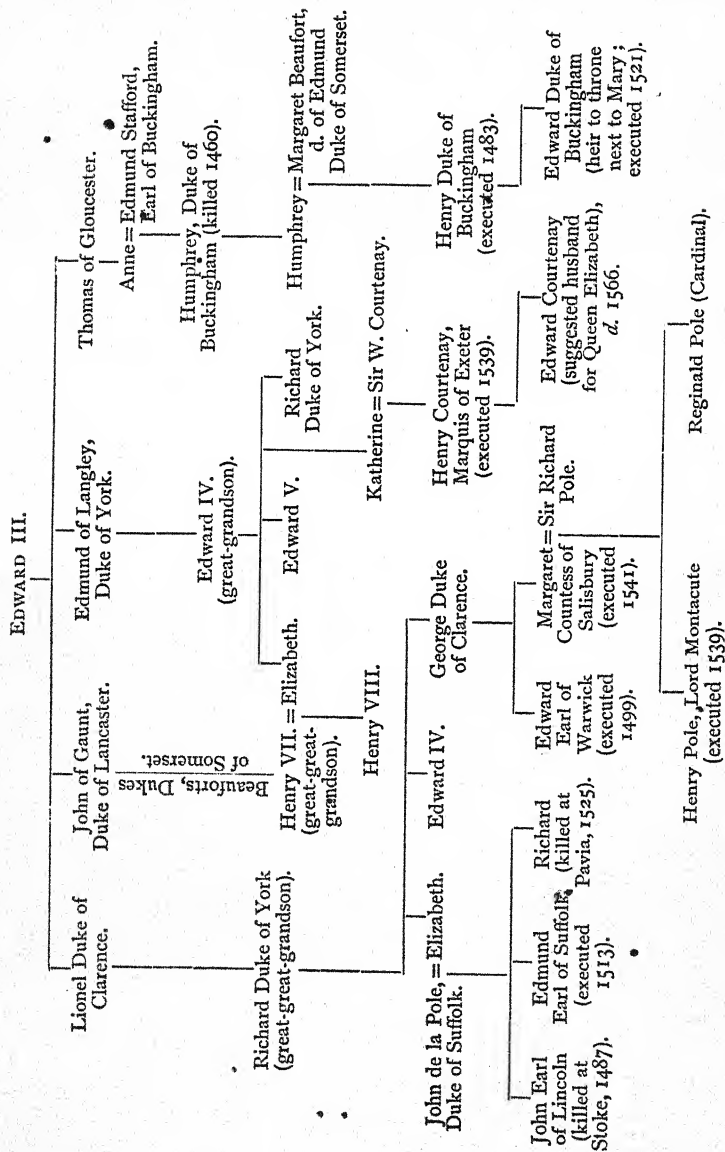 EDWARD III.
Lionel Duke of
Clarence.
John of Gaunt,
Duke of Lancaster.
Edmund of Langley,
Duke of York.
Thomas of Gloucester.
Anne = Edmund Stafford,
Earl of Buckingham.
Beauforts, Dukes
of Somerset.
Humphrey, Duke of
Buckingham (killed 1460).
Edward IV.
(great-grandson).
Humphrey = Margaret Beaufort,
d. of Edmund
Duke of Somerset.
Richard Duke of York
(great-great-grandson).
Henry VII. = Elizabeth.
(great-great-
grandson).
Edward V.
Richard
Duke of York.
Henry VIII.
Katherine = Sir W. Courtenay.
Henry Duke of
Buckingham
(executed 1483).
John de la Pole, = Elizabeth.
Duke of Suffolk.
Edward IV.
George Duke
of Clarence.
Henry Courtenay,
Marquis of Exeter
(executed 1539).
Edward Duke of
Buckingham
(heir to throne
next to Mary;
executed 1521).
John Earl
of Lincoln
(killed at
Stoke, 1487).
Edmund
Earl of Suffolk
(executed
1513).
Richard
(killed at
Pavia, 1525).
Edward
Earl of
Warwick
(executed
1499).
Margaret = Sir Richard
Countess of Pole.
Salisbury
(executed
1541).
Edward Courtenay
(suggested husband
for Queen Elizabeth),
d. 1566.
Henry Pole, Lord Montacute
(executed 1539).
Reginald Pole (Cardinal).